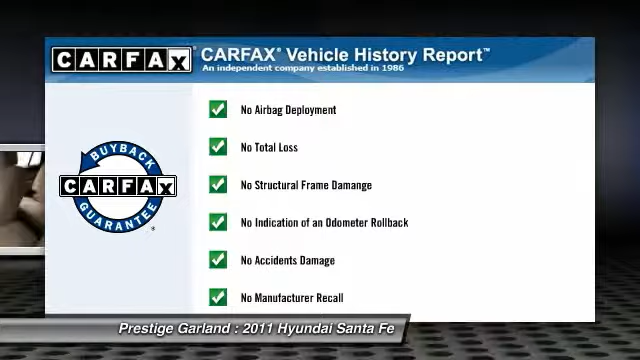 CARFAX® CARFAX® Vehicle History Report™
An independent company established in 1986
No Airbag Deployment
No Total Loss
No Structural Frame Damange
No Indication of an Odometer Rollback
No Accidents Damage
No Manufacturer Recall
BUYBACK
CARFAX
GUARANTEE®
Prestige Garland : 2011 Hyundai Santa Fe